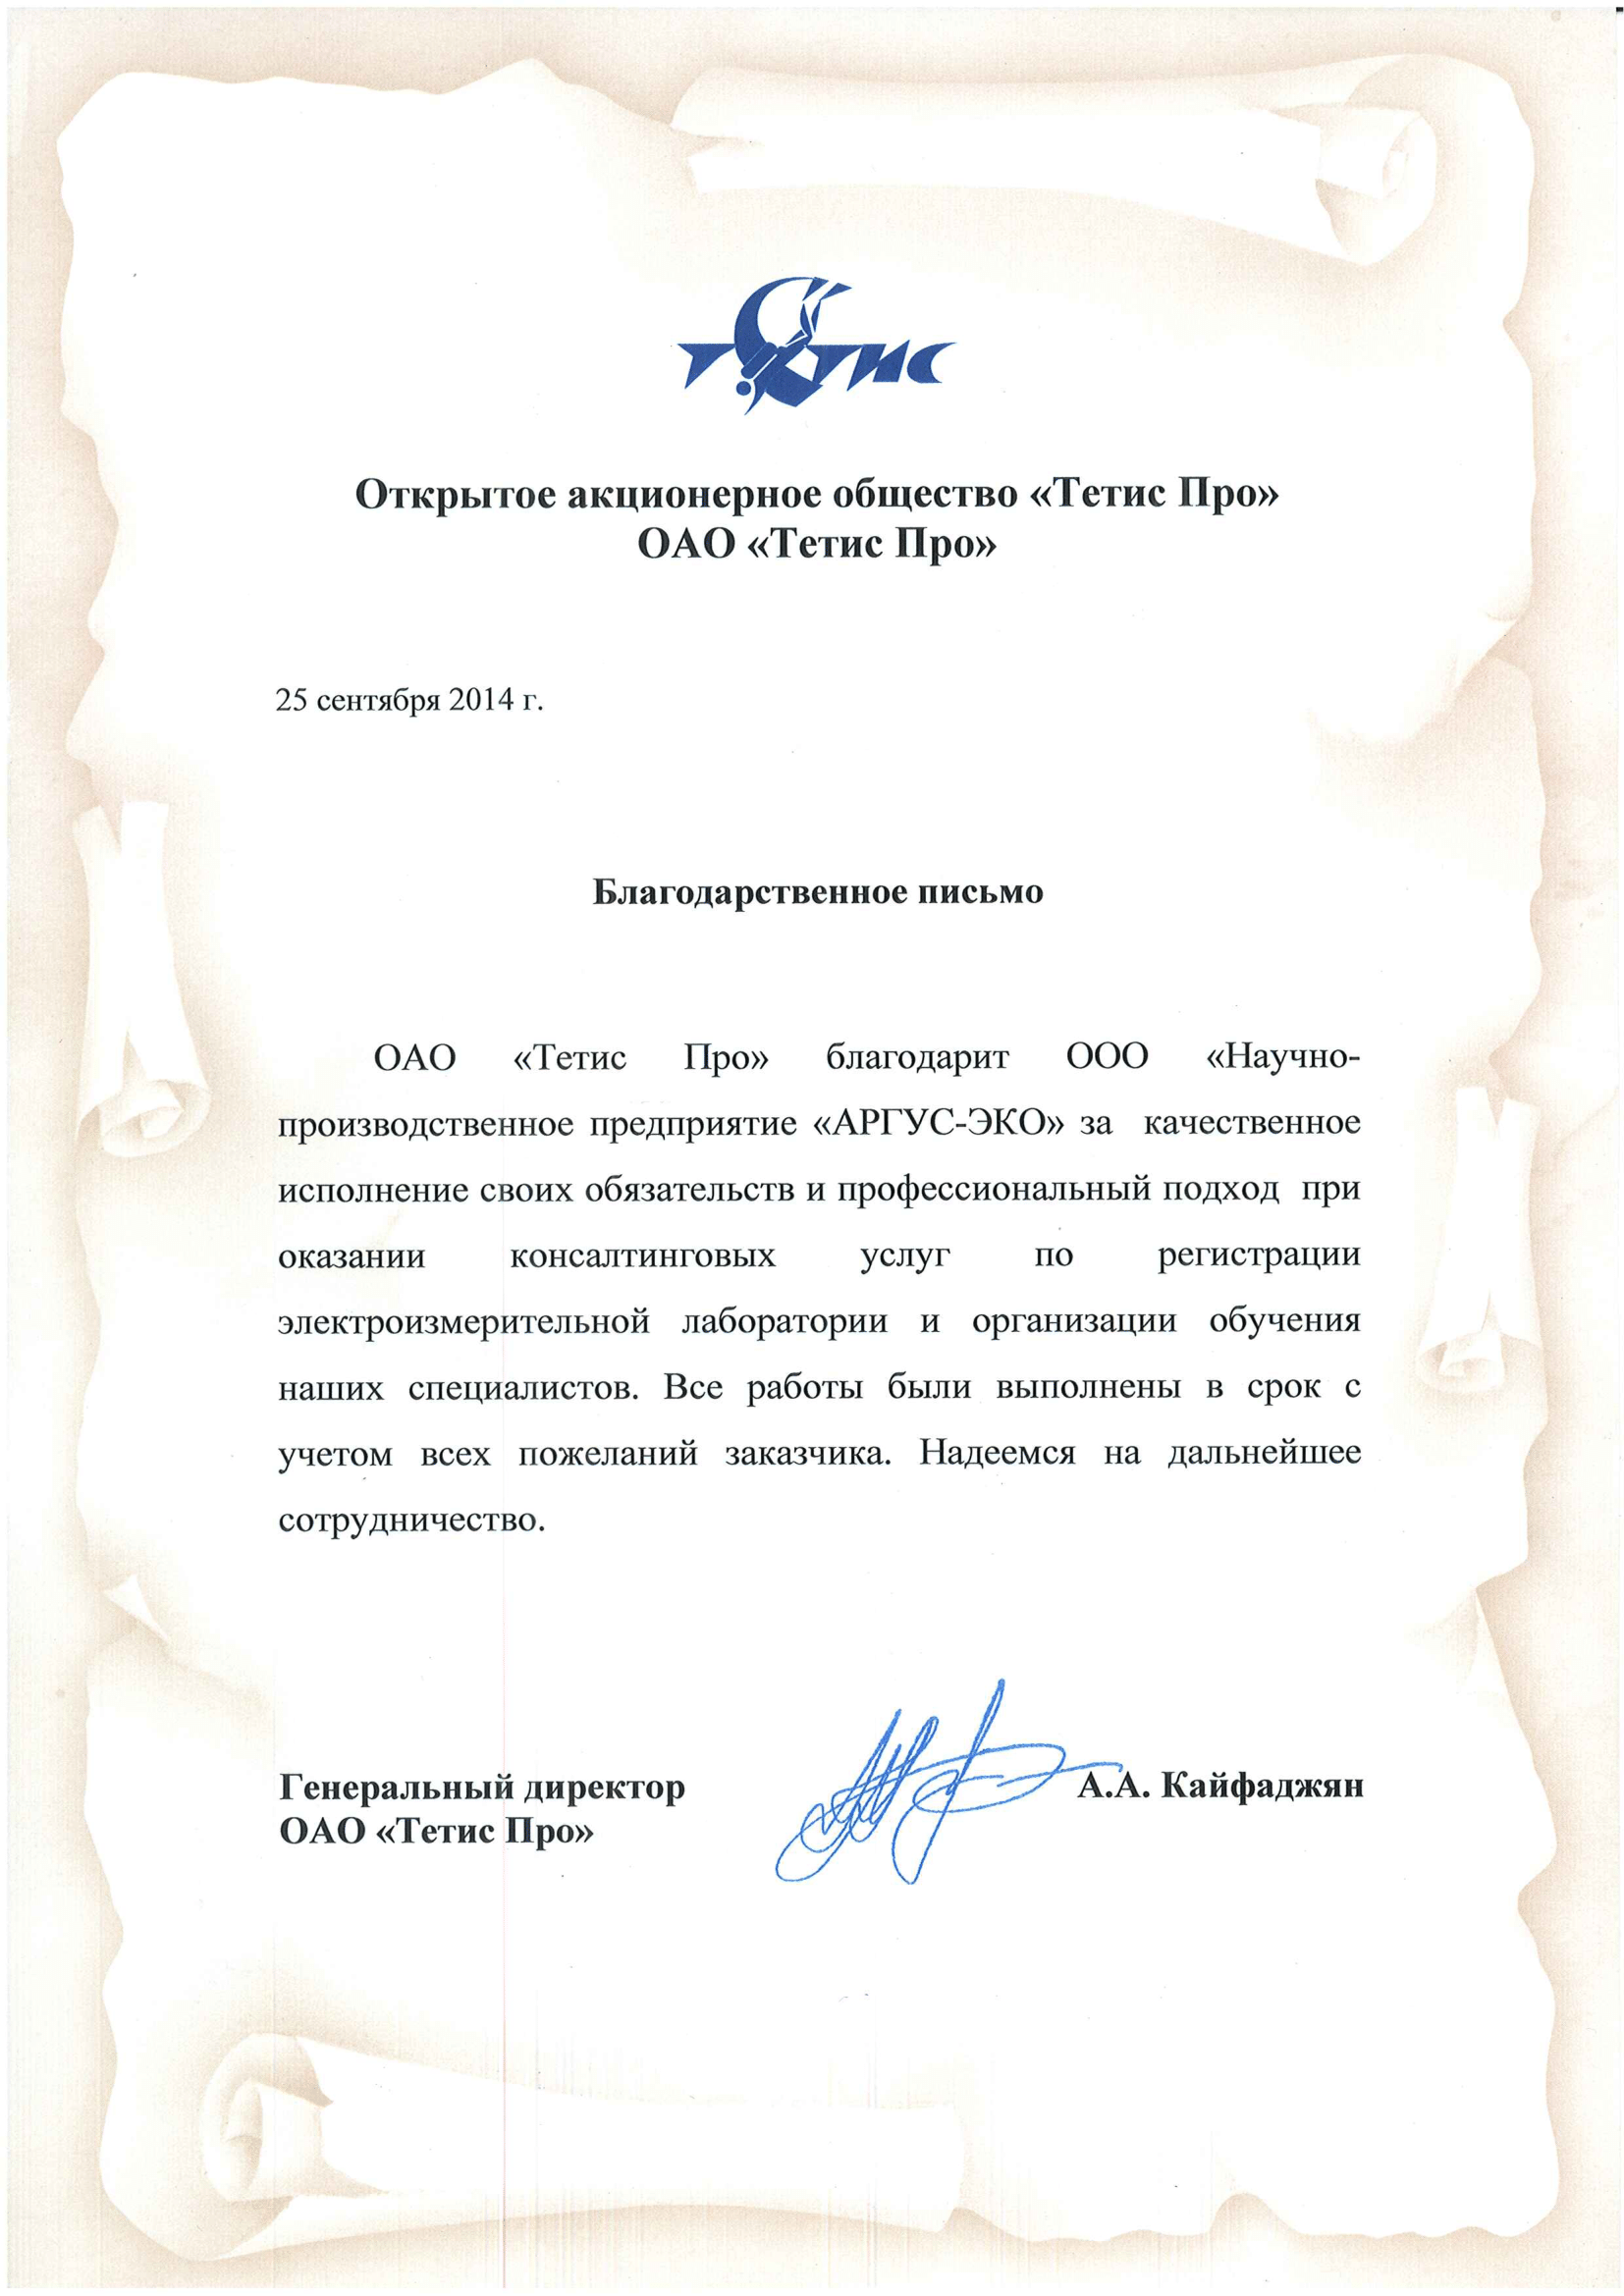 тетис
Открытое акционерное общество «Тетис Про»
ОАО «Тетис Про»
25 сентября 2014 г.
Благодарственное письмо
ОАО «Тетис Про» благодарит ООО «Научно-
производственное предприятие «АРГУС-ЭКО» за качественное
исполнение своих обязательств и профессиональный подход при
оказании консалтинговых услуг по регистрации
электроизмерительной лаборатории и организации обучения
наших специалистов. Все работы были выполнены в срок с
учетом всех пожеланий заказчика. Надеемся на дальнейшее
сотрудничество.
Генеральный директор
А.А. Кайфаджян
ОАО «Тетис Про»